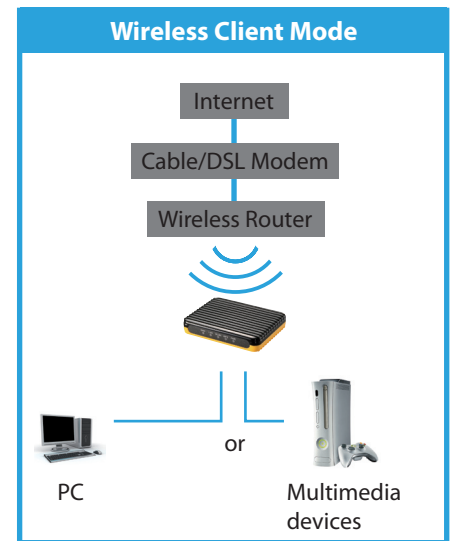 Wireless Client Mode
Internet
Cable/DSL Modem
Wireless Router
or
PC
Multimedia
devices